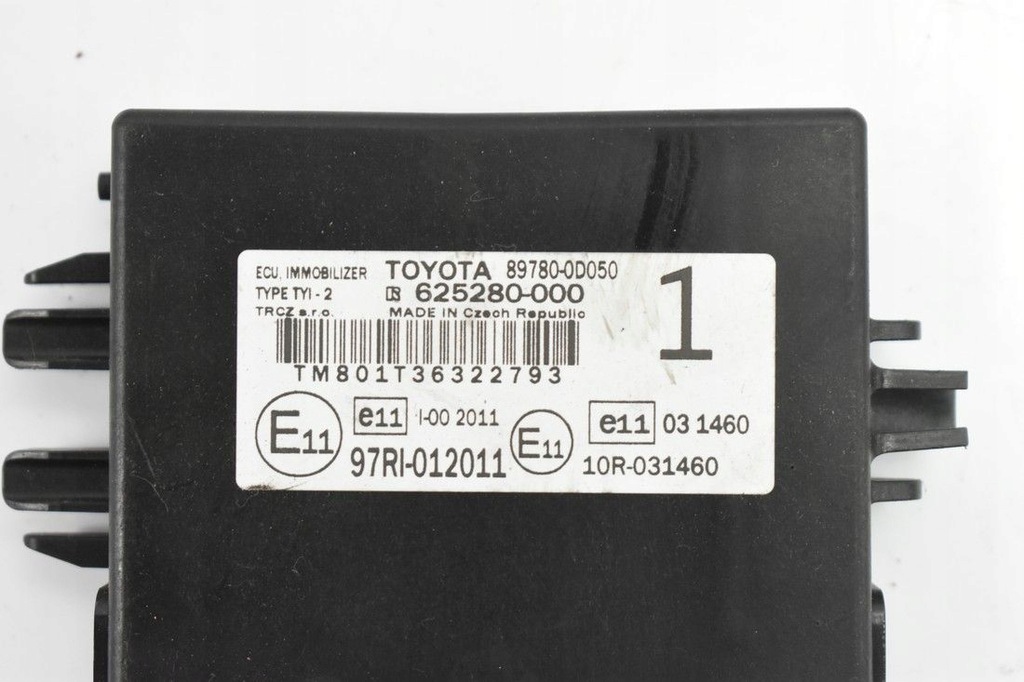 ECU, IMMOBILIZER TOYOTA 89780-0D050 1
TYPE TYI-2 625280-000
TRCZ s.r.o. MADE IN Czech Republic
TM801T36322793
E11 e11 I-00 2011 E11 e11 03 1460
97RI-012011 10R-031460